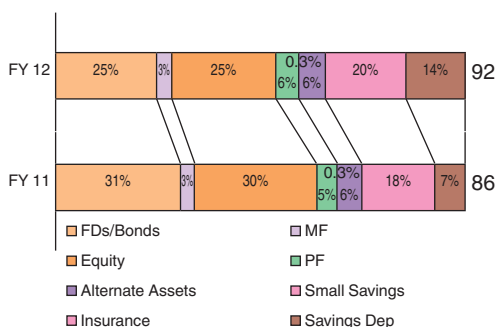 0.3%
FY 12 25% 3% 25% 6% 6% 20% 14% 92
0.3%
FY 11 31% 3% 30% 5% 6% 18% 7% 86
FDs/Bonds MF
Equity PF
Alternate Assets Small Savings
Insurance Savings Dep